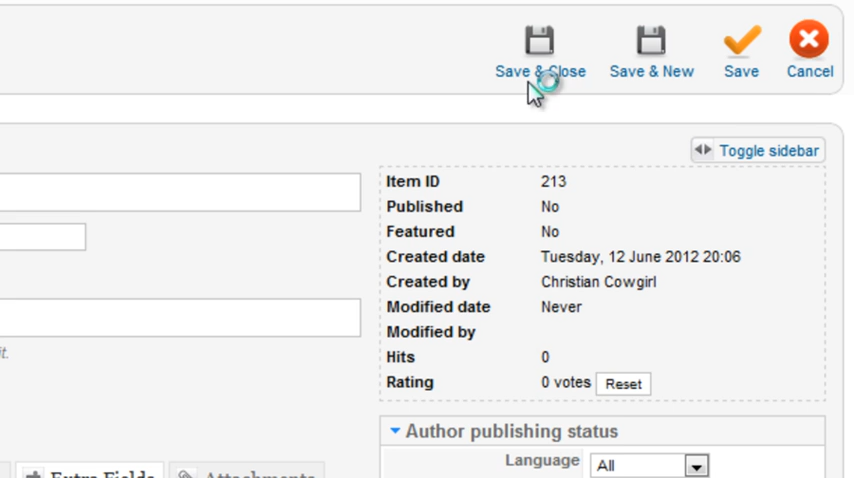 Save & Close Save & New Save Cancel
Toggle sidebar
Item ID 213
Published No
Featured No
Created date Tuesday, 12 June 2012 20:06
Created by Christian Cowgirl
Modified date Never
Modified by
Hits 0
it.
Rating 0 votes Reset
Author publishing status
Language All
Extra Fields Attachments